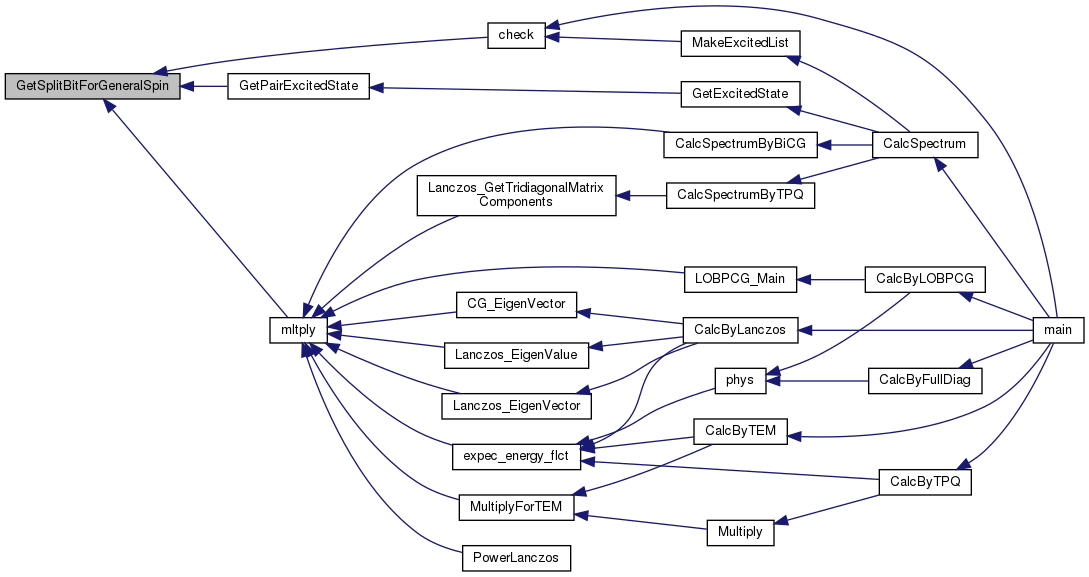 check
MakeExcitedList
GetSplitBitForGeneralSpin
GetPairExcitedState
GetExcitedState
CalcSpectrumByBiCG
CalcSpectrum
Lanczos_GetTridiagonalMatrix
Components
CalcSpectrumByTPQ
LOBPCG_Main
CalcByLOBPCG
CG_EigenVector
mltply
CalcByLanczos
main
Lanczos_EigenValue
phys
CalcByFullDiag
Lanczos_EigenVector
CalcByTEM
expec_energy_flct
CalcByTPQ
MultiplyForTEM
Multiply
PowerLanczos